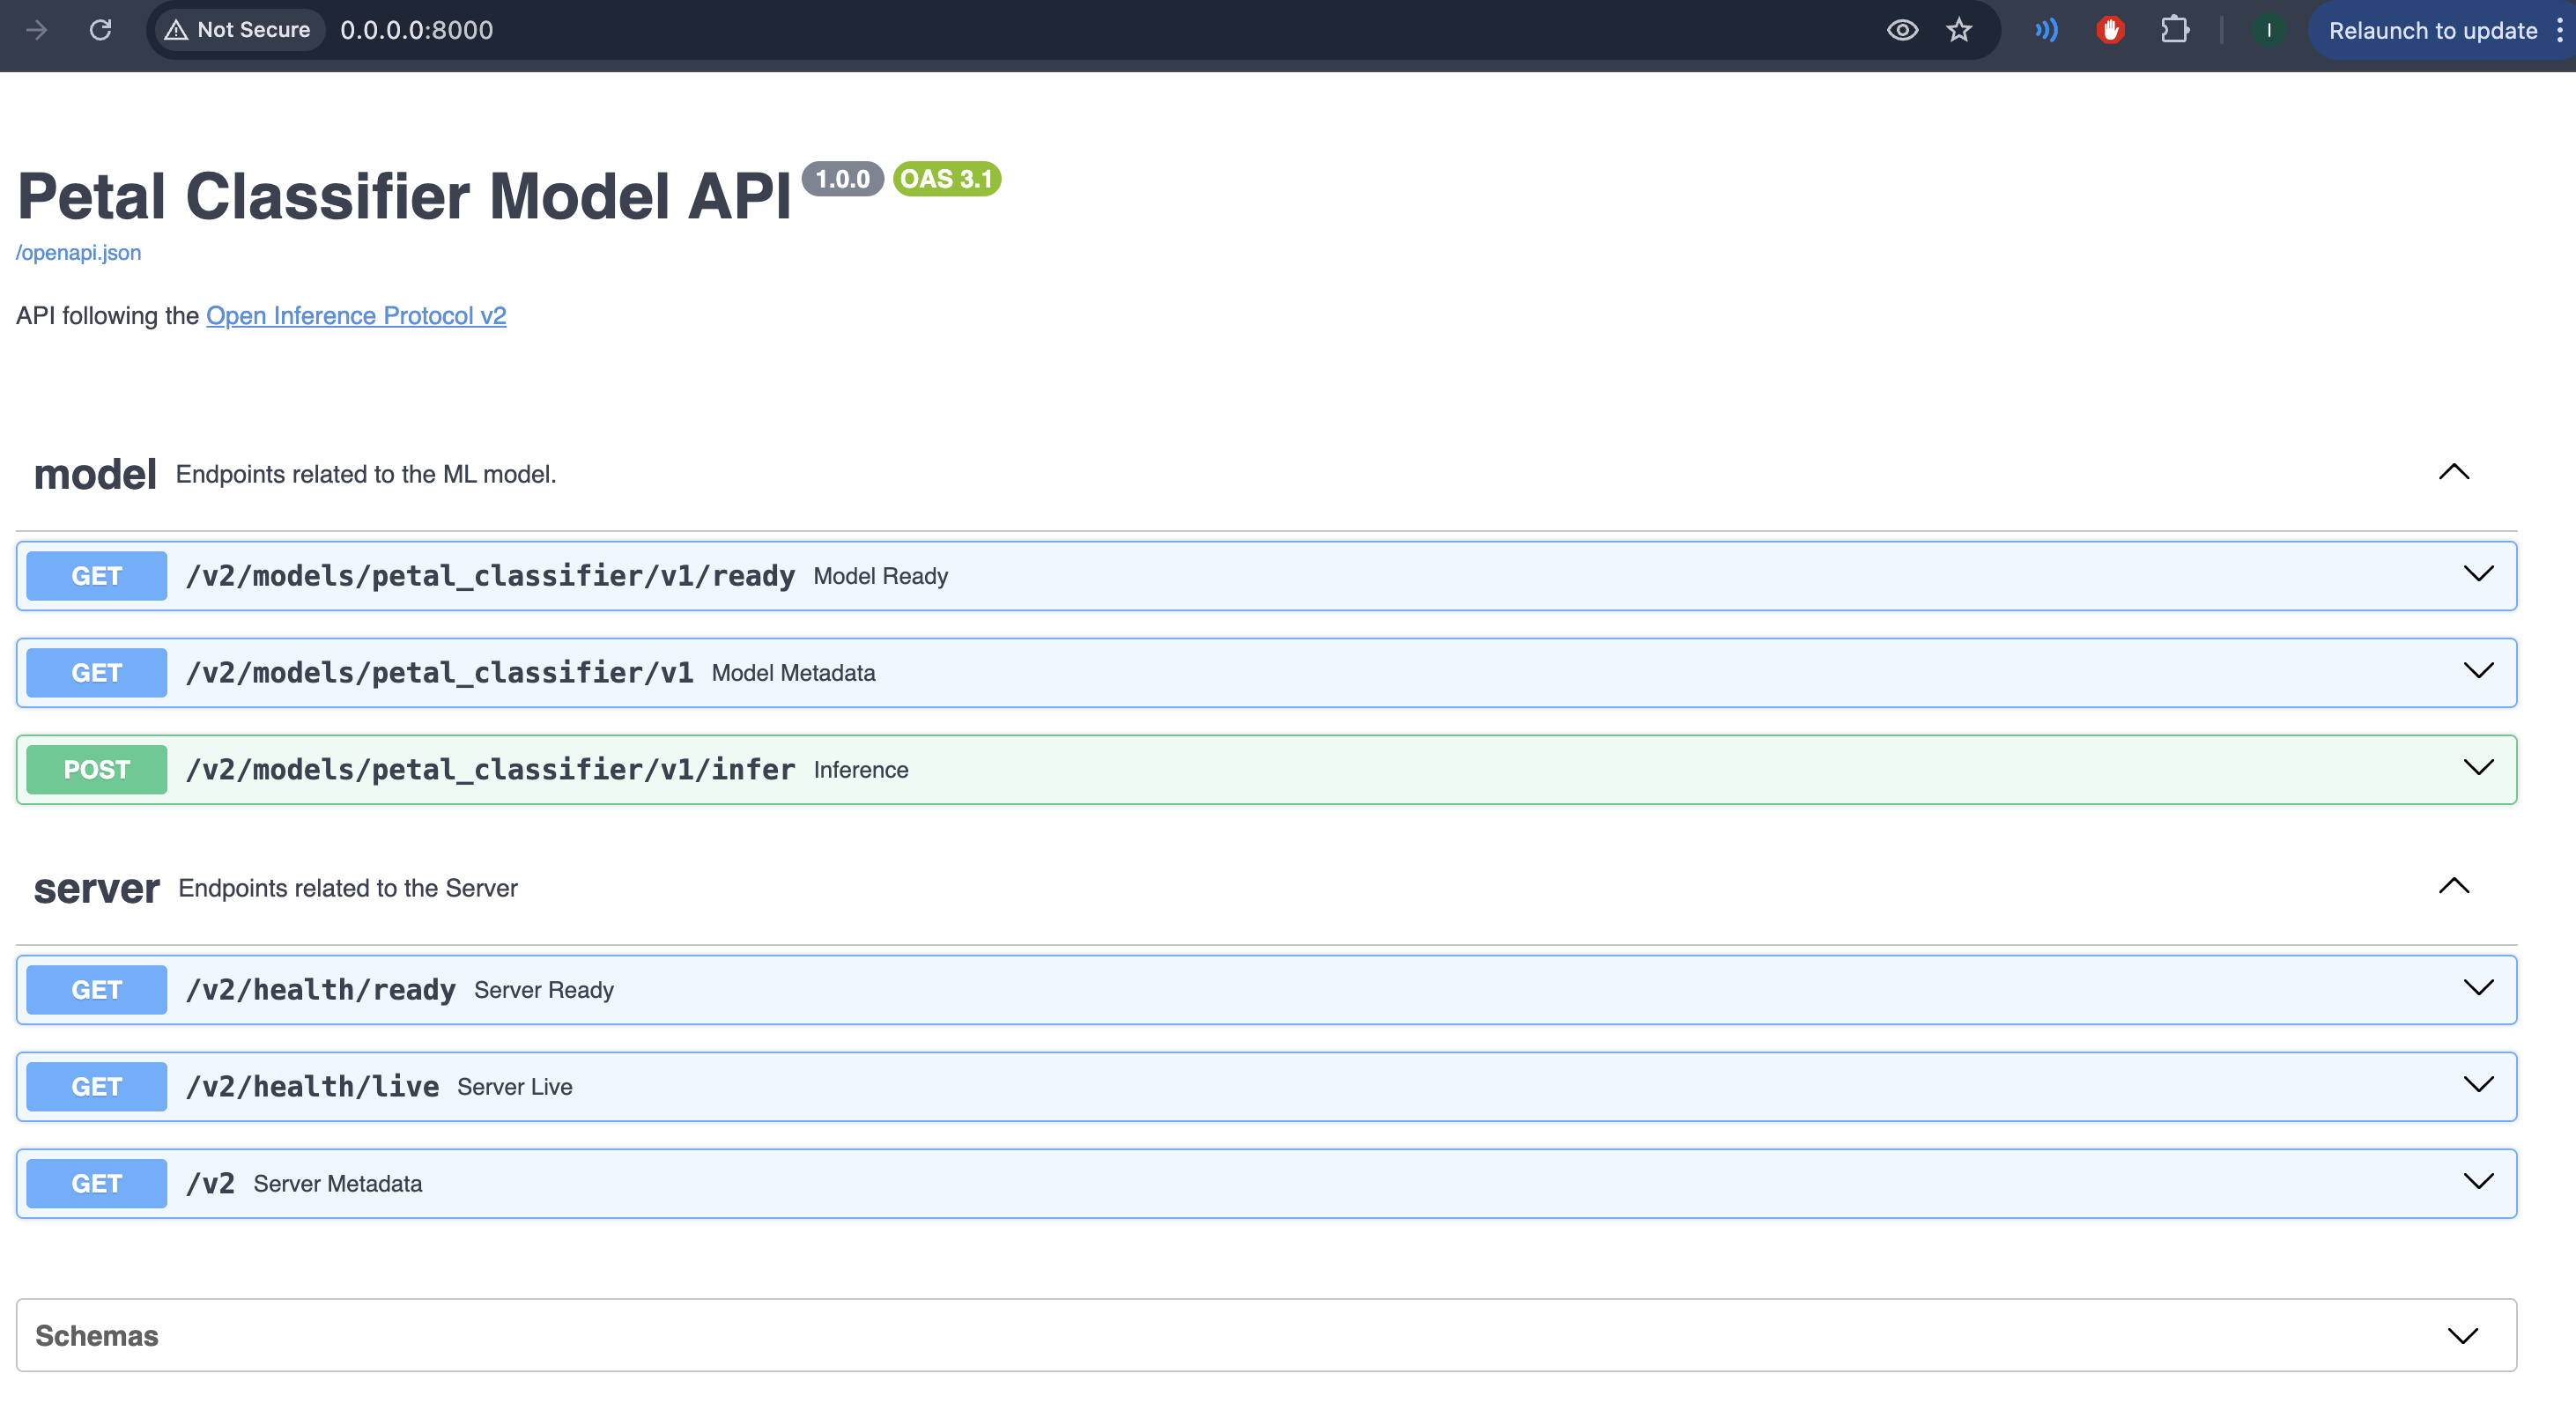 Not Secure 0.0.0.0:8000 I Relaunch to update
Petal Classifier Model API 1.0.0 OAS 3.1
/openapi.json
API following the Open Inference Protocol v2
model Endpoints related to the ML model.
GET /v2/models/petal_classifier/v1/ready Model Ready
GET /v2/models/petal_classifier/v1 Model Metadata
POST /v2/models/petal_classifier/v1/infer Inference
server Endpoints related to the Server
GET /v2/health/ready Server Ready
GET /v2/health/live Server Live
GET /v2 Server Metadata
Schemas